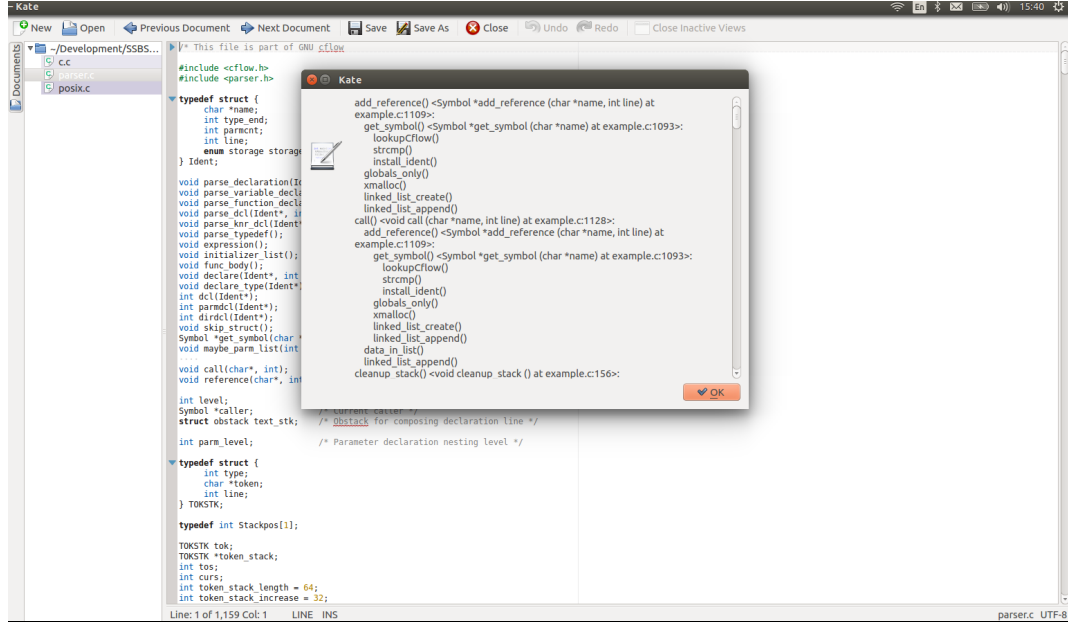 – Kate
En
15:40
New Open Previous Document Next Document Save Save As Close Undo Redo Close Inactive Views
Documents
~/Development/SSBS...
c.c
parser.c
posix.c
/* This file is part of GNU cflow
#include <cflow.h>
#include <parser.h>
typedef struct {
char *name;
int type_end;
int parmcnt;
int line;
enum storage storage
} Ident;
void parse_declaration(Id
void parse_variable_decla
void parse_function_decla
void parse_dcl(Ident*, in
void parse_knr_dcl(Ident*
void parse_typedef();
void expression();
void initializer_list();
void func_body();
void declare(Ident*, int
void declare_type(Ident*)
int dcl(Ident*);
int parmdcl(Ident*);
int dirdcl(Ident*);
void skip_struct();
Symbol *get_symbol(char *
void maybe_parm_list(int
void call(char*, int);
void reference(char*, int
int level;
Symbol *caller; /* Current caller */
struct obstack text_stk; /* Obstack for composing declaration line */
int parm_level; /* Parameter declaration nesting level */
typedef struct {
int type;
char *token;
int line;
} TOKSTK;
typedef int Stackpos[1];
TOKSTK tok;
TOKSTK *token_stack;
int tos;
int curs;
int token_stack_length = 64;
int token_stack_increase = 32;
Kate
add_reference() <Symbol *add_reference (char *name, int line) at
example.c:1109>:
get_symbol() <Symbol *get_symbol (char *name) at example.c:1093>:
lookupCflow()
strcmp()
install_ident()
globals_only()
xmalloc()
linked_list_create()
linked_list_append()
call() <void call (char *name, int line) at example.c:1128>:
add_reference() <Symbol *add_reference (char *name, int line) at
example.c:1109>:
get_symbol() <Symbol *get_symbol (char *name) at example.c:1093>:
lookupCflow()
strcmp()
install_ident()
globals_only()
xmalloc()
linked_list_create()
linked_list_append()
data_in_list()
linked_list_append()
cleanup_stack() <void cleanup_stack () at example.c:156>:
OK
Line: 1 of 1,159 Col: 1 LINE INS parser.c UTF-8